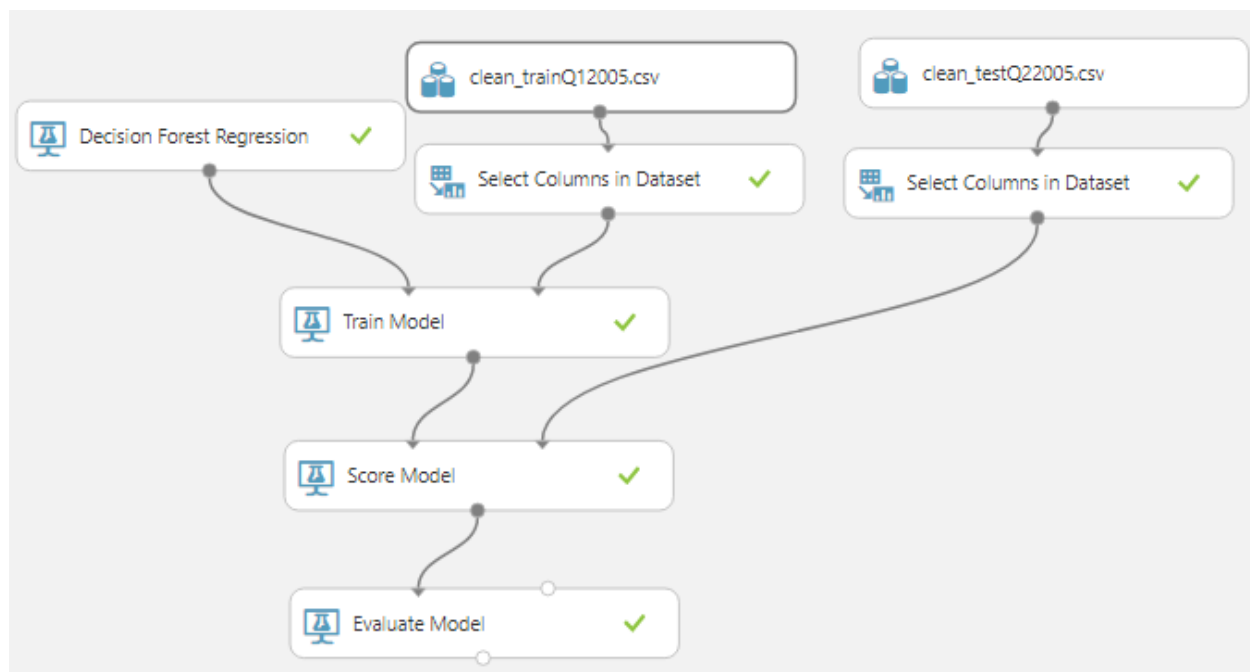 clean_trainQ12005.csv
clean_testQ22005.csv
Decision Forest Regression
Select Columns in Dataset
Select Columns in Dataset
Train Model
Score Model
Evaluate Model